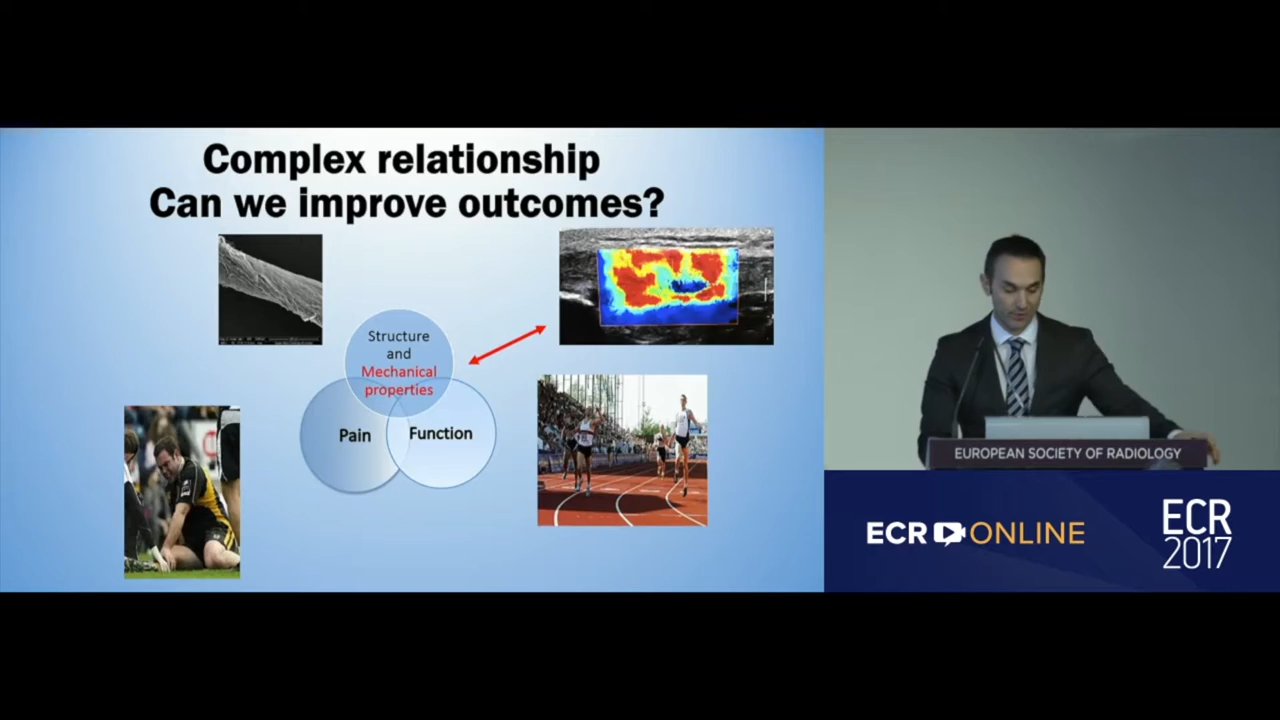 Complex relationship
Can we improve outcomes?
Structure
and
Mechanical
properties
Pain
Function
EUROPEAN SOCIETY OF RADIOLOGY
ECR ONLINE
ECR
2017